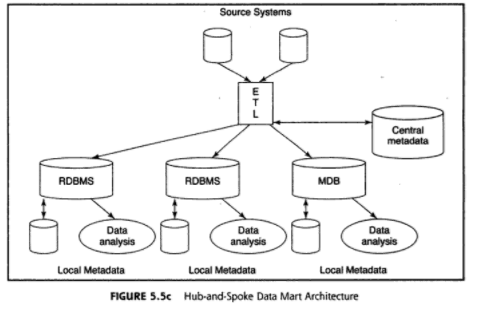 Source Systems
E
T
L
Central
metadata
RDBMS
RDBMS
MDB
Data
analysis
Data
analysis
Data
analysis
Local Metadata
Local Metadata
Local Metadata
FIGURE 5.5c Hub-and-Spoke Data Mart Architecture